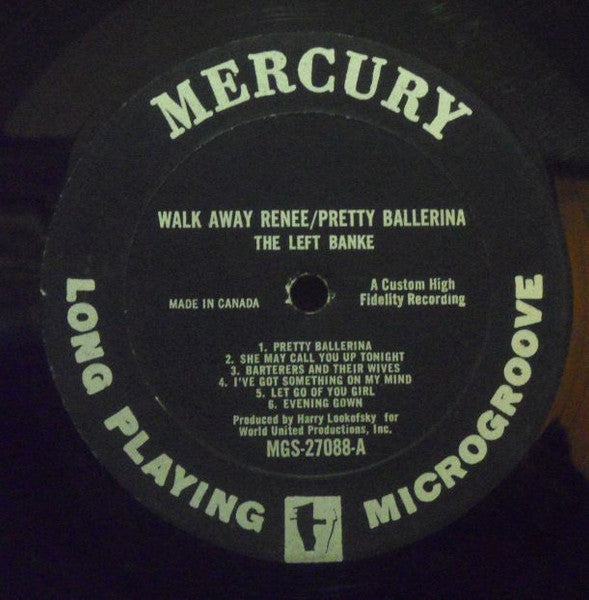 MERCURY
WALK AWAY RENEE/PRETTY BALLERINA
THE LEFT BANKE
MADE IN CANADA
A Custom High
Fidelity Recording
1. PRETTY BALLERINA
2. SHE MAY CALL YOU UP TONIGHT
3. BARTERERS AND THEIR WIVES
4. I'VE GOT SOMETHING ON MY MIND
5. LET GO OF YOU GIRL
6. EVENING GOWN
Produced by Harry Lookofsky for
World United Productions, Inc.
MGS-27088-A
LONG PLAYING MICROGROOVE